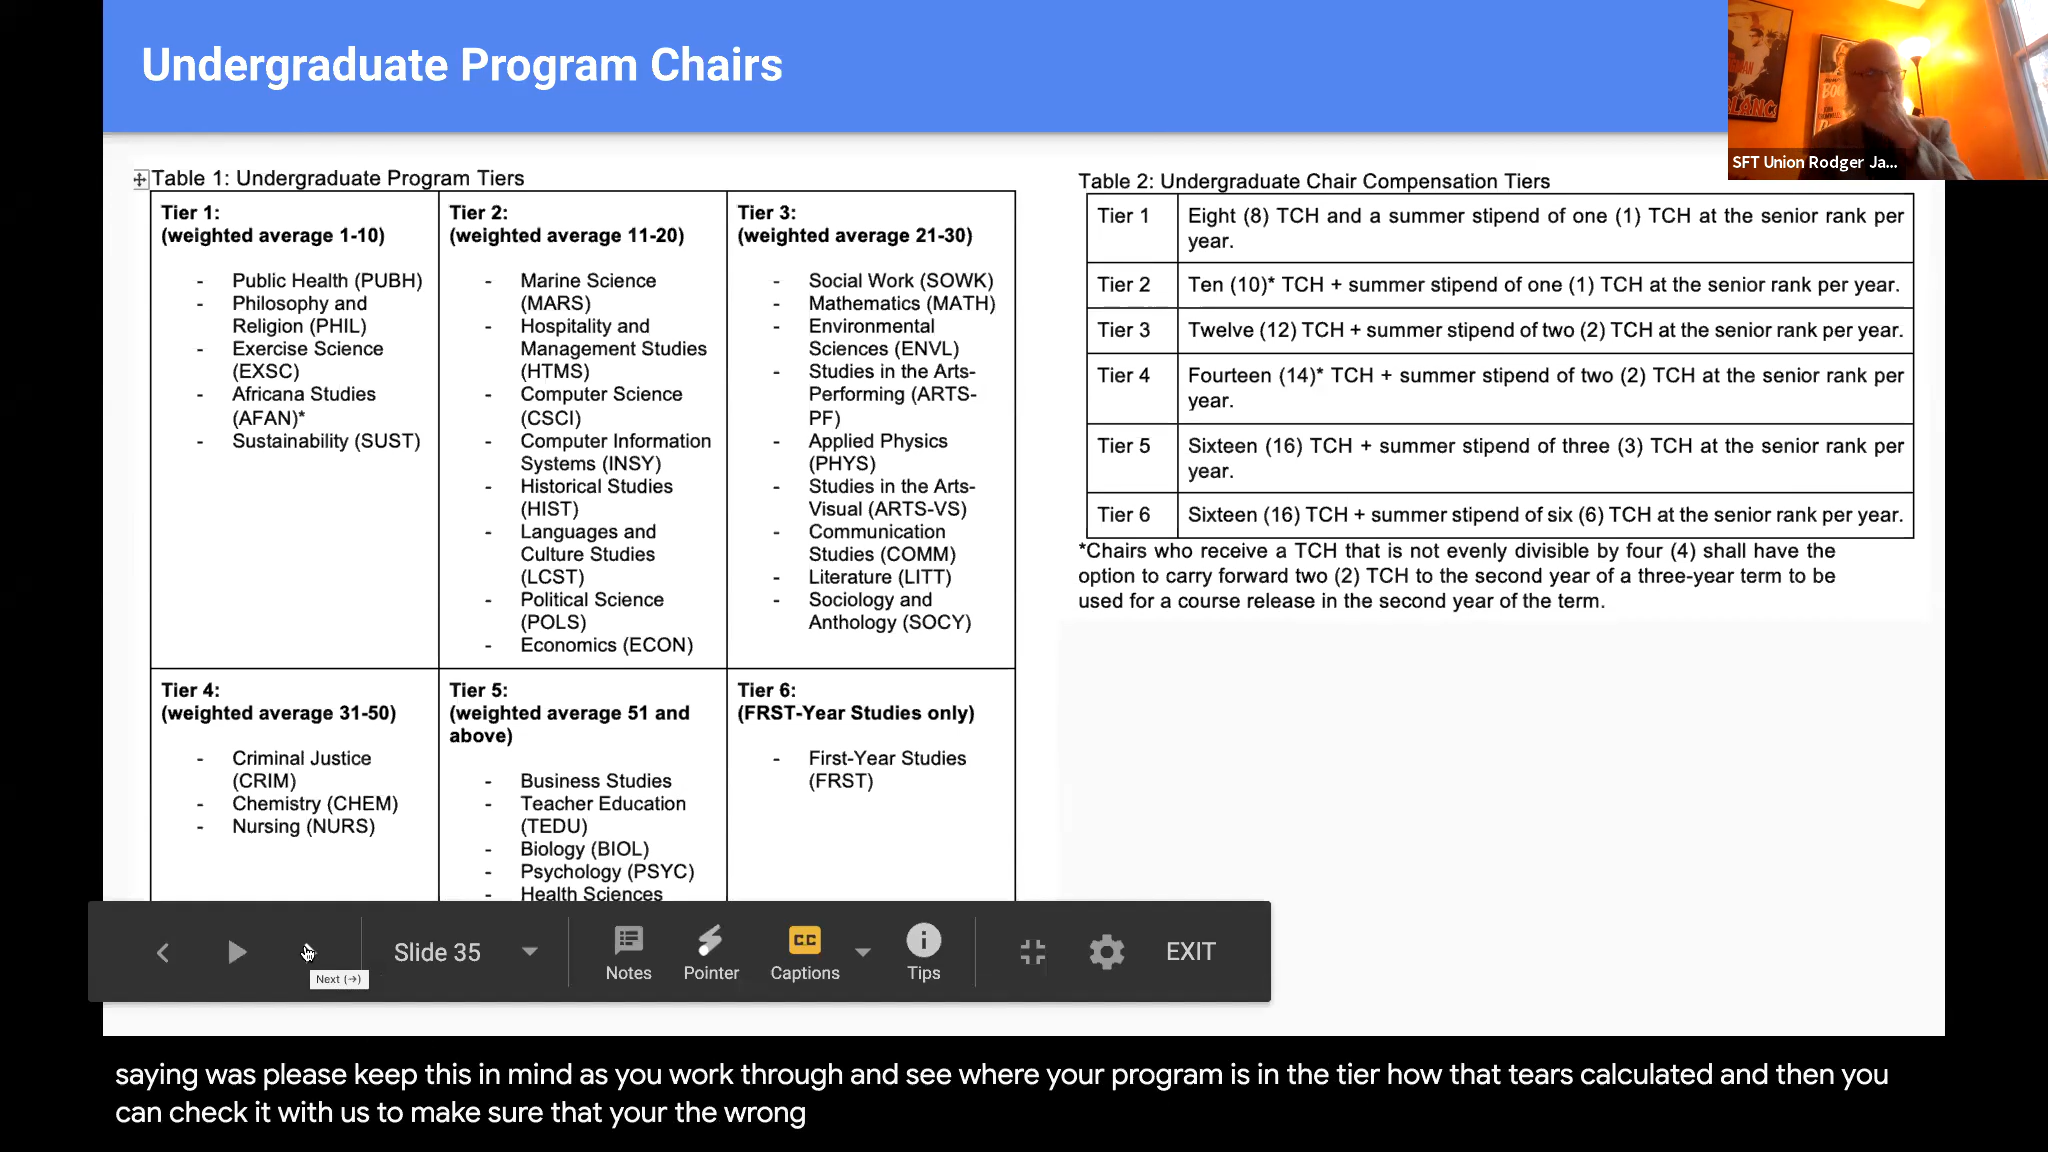 Undergraduate Program Chairs
SFT Union Rodger Ja...
Table 1: Undergraduate Program Tiers
Tier 1:
(weighted average 1-10)
- Public Health (PUBH)
- Philosophy and
Religion (PHIL)
- Exercise Science
(EXSC)
- Africana Studies
(AFAN)*
- Sustainability (SUST)
Tier 2:
(weighted average 11-20)
- Marine Science
(MARS)
- Hospitality and
Management Studies
(HTMS)
- Computer Science
(CSCI)
- Computer Information
Systems (INSY)
- Historical Studies
(HIST)
- Languages and
Culture Studies
(LCST)
- Political Science
(POLS)
- Economics (ECON)
Tier 3:
(weighted average 21-30)
- Social Work (SOWK)
- Mathematics (MATH)
- Environmental
Sciences (ENVL)
- Studies in the Arts-
Performing (ARTS-
PF)
- Applied Physics
(PHYS)
- Studies in the Arts-
Visual (ARTS-VS)
- Communication
Studies (COMM)
- Literature (LITT)
- Sociology and
Anthology (SOCY)
Tier 4:
(weighted average 31-50)
- Criminal Justice
(CRIM)
- Chemistry (CHEM)
- Nursing (NURS)
Tier 5:
(weighted average 51 and
above)
- Business Studies
- Teacher Education
(TEDU)
- Biology (BIOL)
- Psychology (PSYC)
- Health Sciences
Tier 6:
(FRST-Year Studies only)
- First-Year Studies
(FRST)
Table 2: Undergraduate Chair Compensation Tiers
Tier 1 Eight (8) TCH and a summer stipend of one (1) TCH at the senior rank per
year.
Tier 2 Ten (10)* TCH + summer stipend of one (1) TCH at the senior rank per year.
Tier 3 Twelve (12) TCH + summer stipend of two (2) TCH at the senior rank per year.
Tier 4 Fourteen (14)* TCH + summer stipend of two (2) TCH at the senior rank per
year.
Tier 5 Sixteen (16) TCH + summer stipend of three (3) TCH at the senior rank per
year.
Tier 6 Sixteen (16) TCH + summer stipend of six (6) TCH at the senior rank per year.
*Chairs who receive a TCH that is not evenly divisible by four (4) shall have the
option to carry forward two (2) TCH to the second year of a three-year term to be
used for a course release in the second year of the term.
Slide 35
Notes
Pointer
CC
Captions
Tips
EXIT
Next (→)
saying was please keep this in mind as you work through and see where your program is in the tier how that tears calculated and then you
can check it with us to make sure that your the wrong